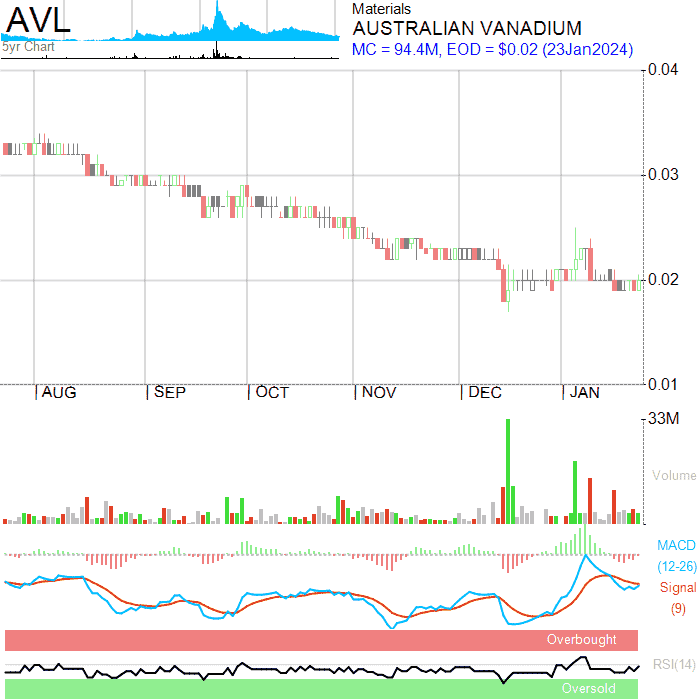 AVL
5yr Chart
Materials
AUSTRALIAN VANADIUM
MC = 94.4M, EOD = $0.02 (23Jan2024)
0.04
0.03
0.02
0.01
AUG SEP OCT NOV DEC JAN
33M
Volume
MACD
(12-26)
Signal
(9)
Overbought
RSI(14)
Oversold